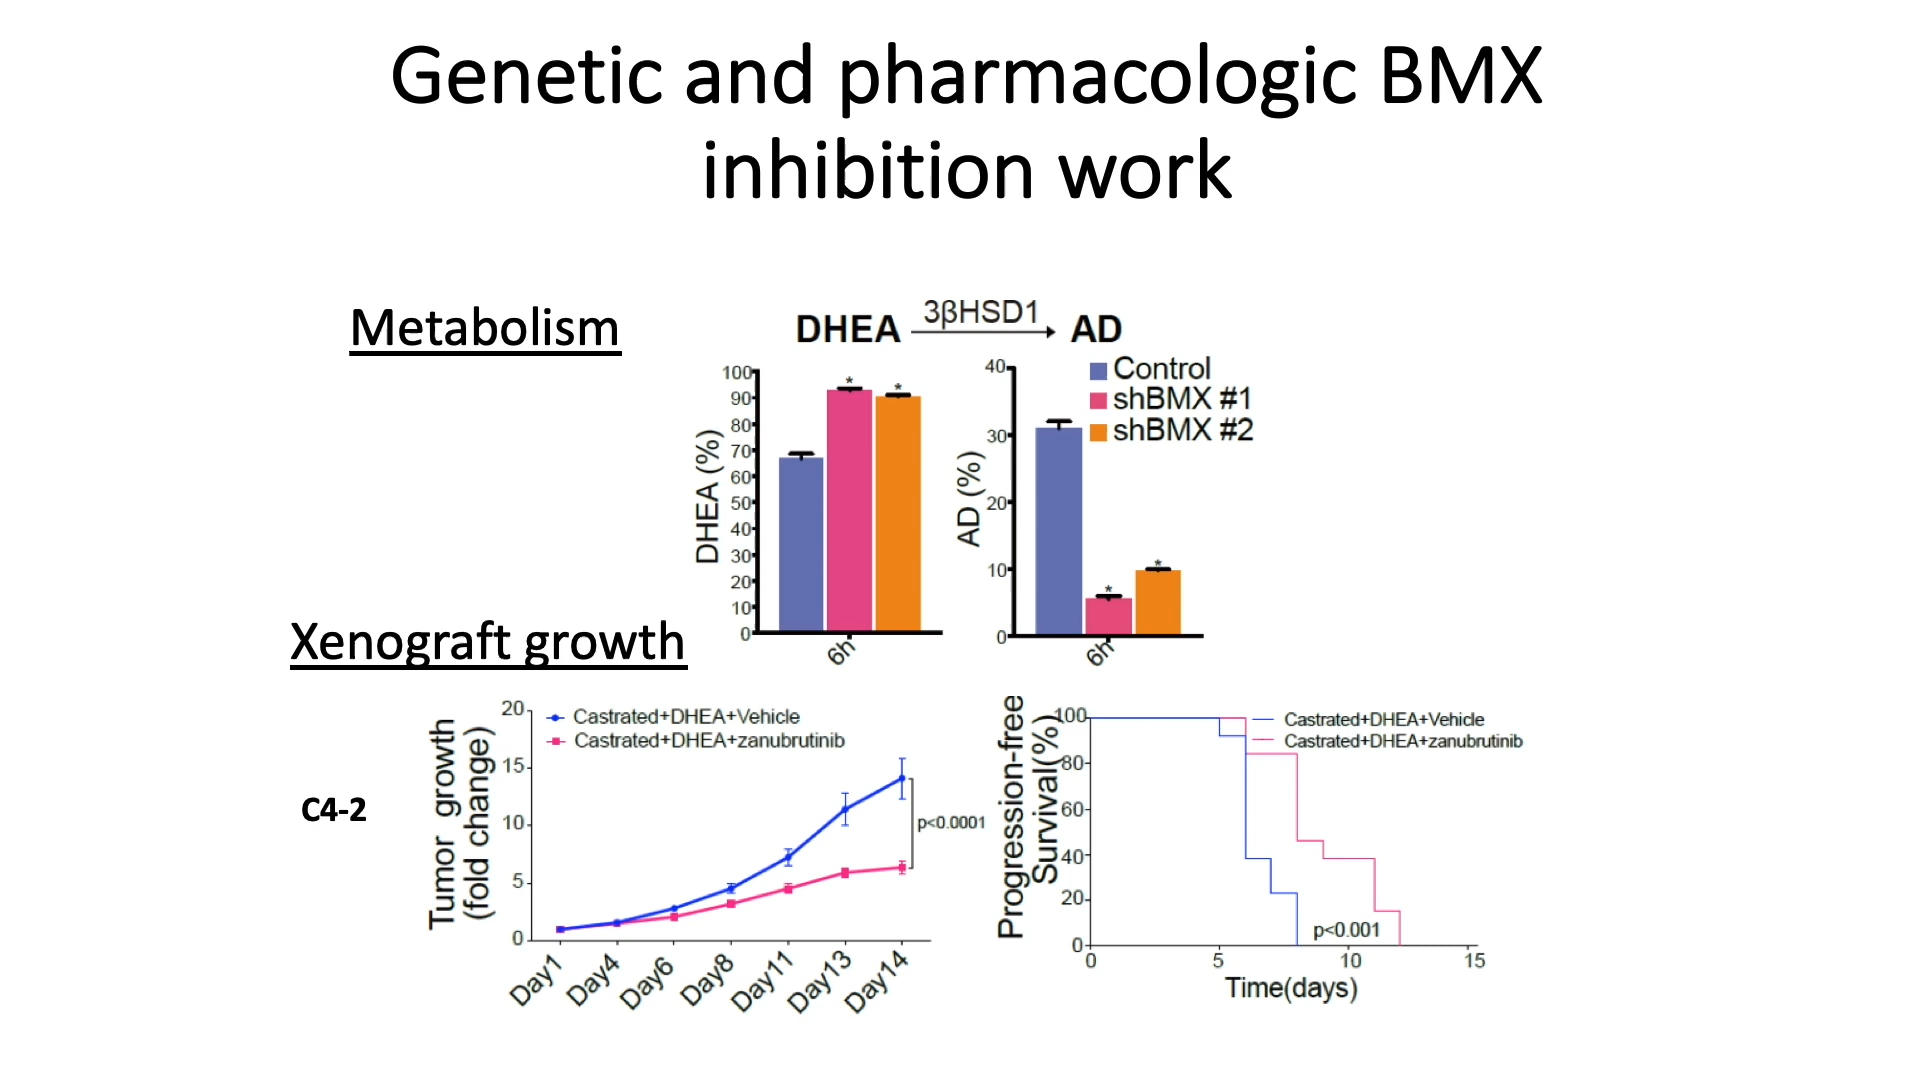 Genetic and pharmacologic BMX
inhibition work
Metabolism
DHEA 3βHSD1 AD
DHEA (%)
100
90
80
70
60
50
40
30
20
10
0
* *
6h
AD (%)
40
30
20
10
0
Control
shBMX #1
shBMX #2
* *
6h
Xenograft growth
C4-2
Tumor growth
(fold change)
20
15
10
5
0
Castrated+DHEA+Vehicle
Castrated+DHEA+zanubrutinib
p<0.0001
Day1 Day4 Day6 Day8 Day11 Day13 Day14
Progression-free
Survival(%)
100
80
60
40
20
0
Castrated+DHEA+Vehicle
Castrated+DHEA+zanubrutinib
p<0.001
0 5 10 15
Time(days)